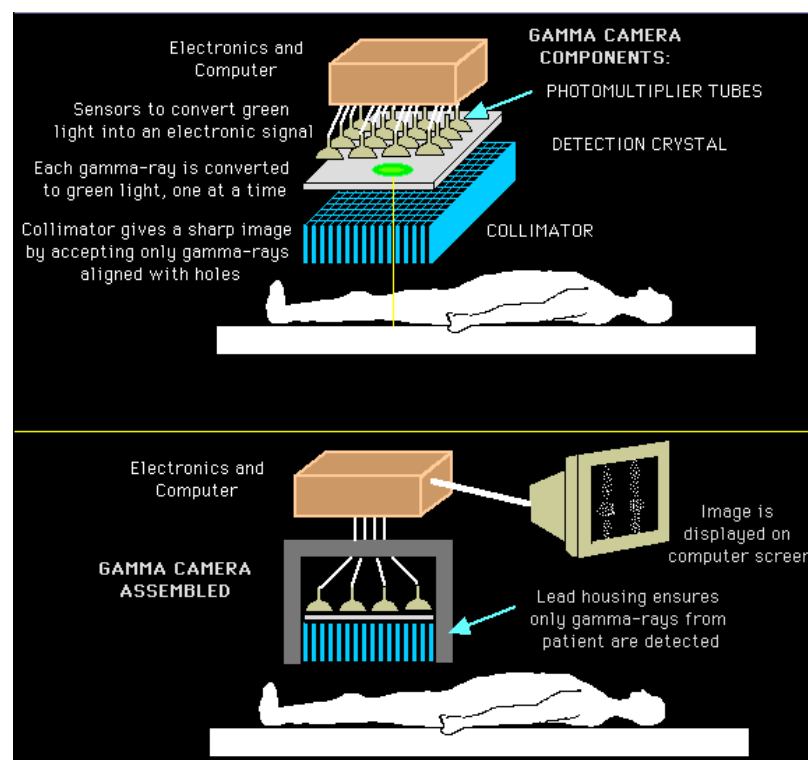 GAMMA CAMERA
COMPONENTS:
Electronics and
Computer
PHOTOMULTIPLIER TUBES
Sensors to convert green
light into an electronic signal
DETECTION CRYSTAL
Each gamma-ray is converted
to green light, one at a time
Collimator gives a sharp image
by accepting only gamma-rays
aligned with holes
COLLIMATOR
Electronics and
Computer
Image is
displayed on
computer screen
GAMMA CAMERA
ASSEMBLED
Lead housing ensures
only gamma-rays from
patient are detected